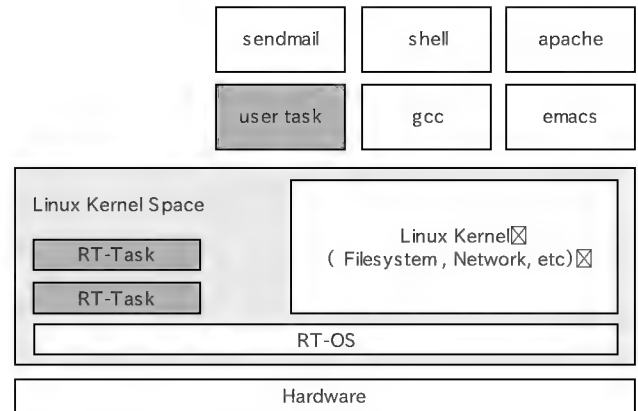 sendmail
shell
apache
user task
gcc
emacs
Linux Kernel Space
Linux Kernel
( Filesystem , Network, etc)
RT-Task
RT-Task
RT-OS
Hardware